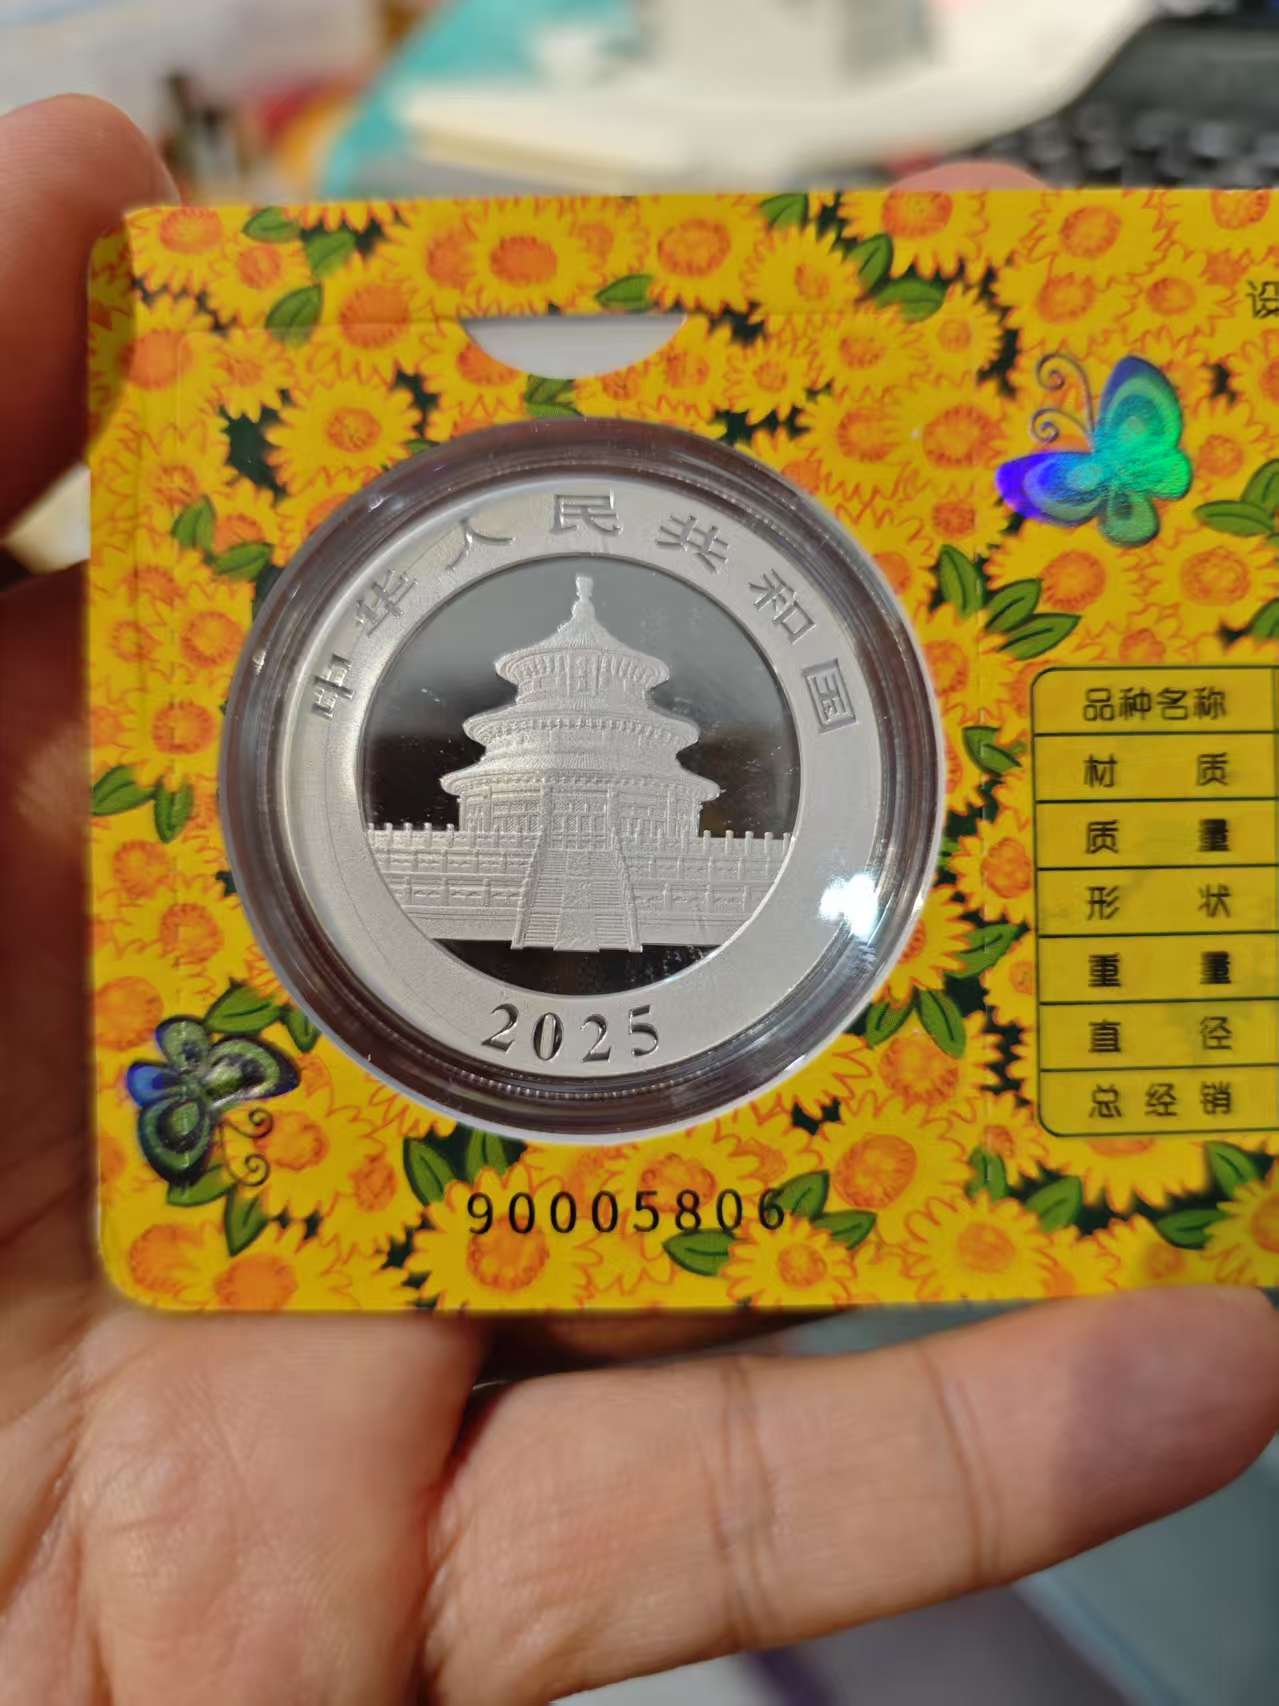 中华人民共和国
2025
90005806
设
品种名称
材质
质量
形状
重量
直径
总经销